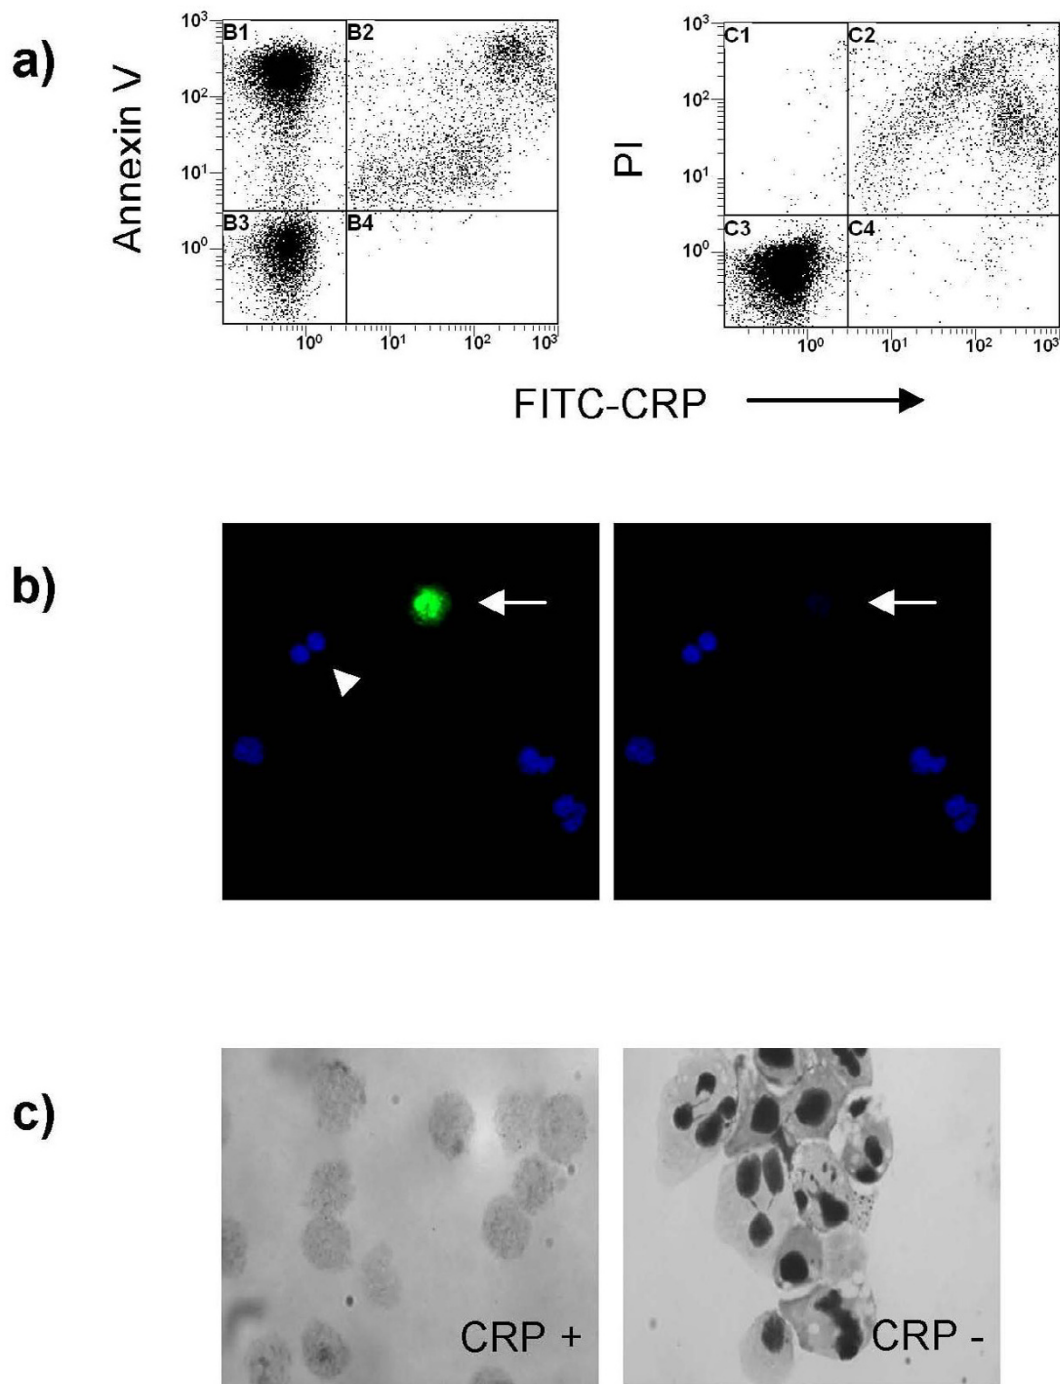 a)
Annexin V
10³
10²
10¹
10⁰
B1
B2
B3
B4
10⁰
10¹
10²
10³
PI
10³
10²
10¹
10⁰
C1
C2
C3
C4
10⁰
10¹
10²
10³
FITC-CRP
b)
c)
CRP +
CRP -